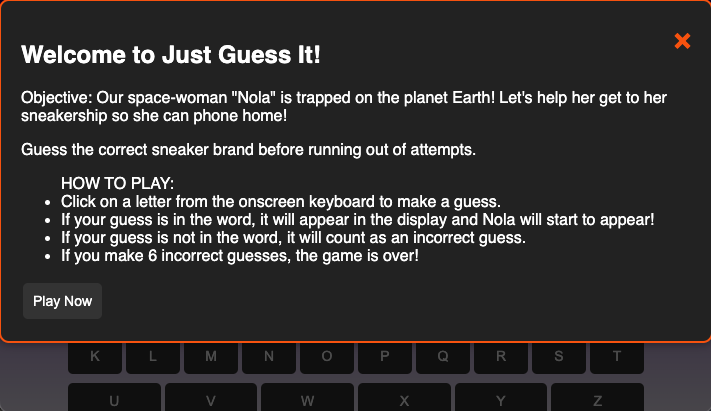 Welcome to Just Guess It!
Objective: Our space-woman "Nola" is trapped on the planet Earth! Let's help her get to her
sneakership so she can phone home!
Guess the correct sneaker brand before running out of attempts.
HOW TO PLAY:
• Click on a letter from the onscreen keyboard to make a guess.
• If your guess is in the word, it will appear in the display and Nola will start to appear!
• If your guess is not in the word, it will count as an incorrect guess.
• If you make 6 incorrect guesses, the game is over!
Play Now
K L M N O P Q R S T
U V W X Y Z